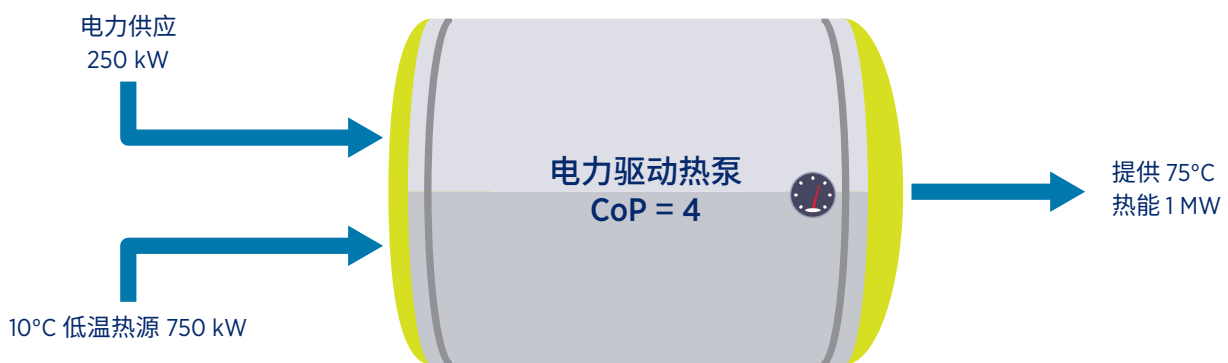 电力供应
250 kW
电力驱动热泵
CoP = 4
提供 75°C
热能 1 MW
10°C 低温热源 750 kW